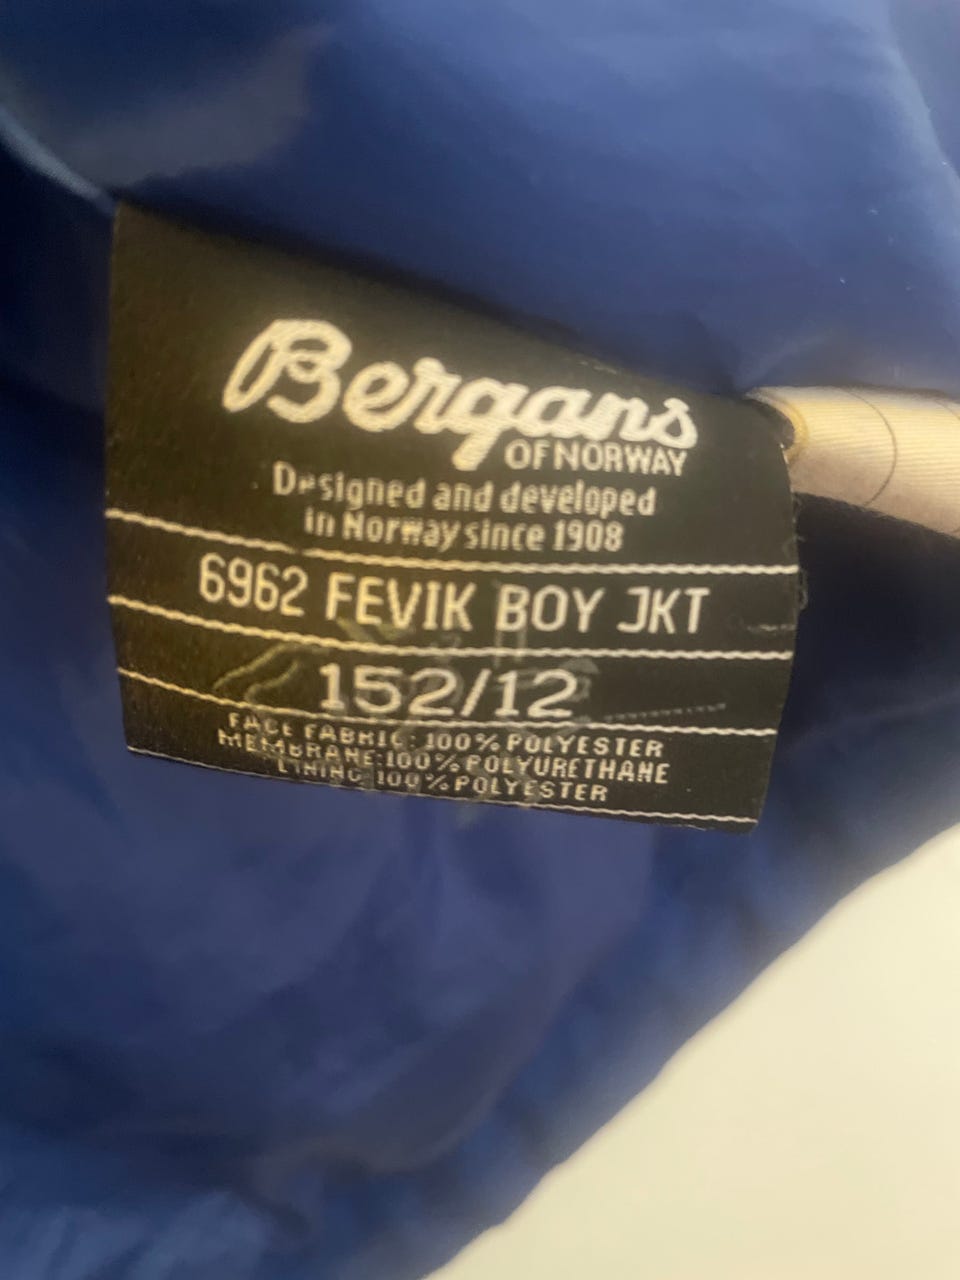 Bergans
OF NORWAY
Designed and developed
in Norway since 1908
6962 FEVIK BOY JKT
152/12
FACE FABRIC: 100% POLYESTER
MEMBRANE:100% POLYURETHANE
LINING 100% POLYESTER